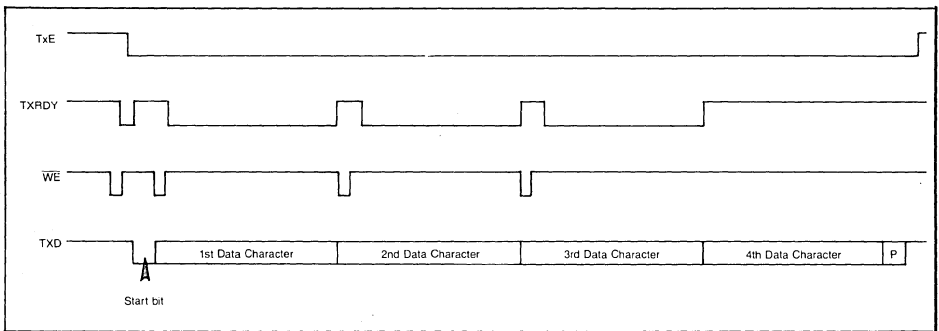 TxE
TXRDY
WE
TXD
1st Data Character
2nd Data Character
3rd Data Character
4th Data Character
P
Start bit